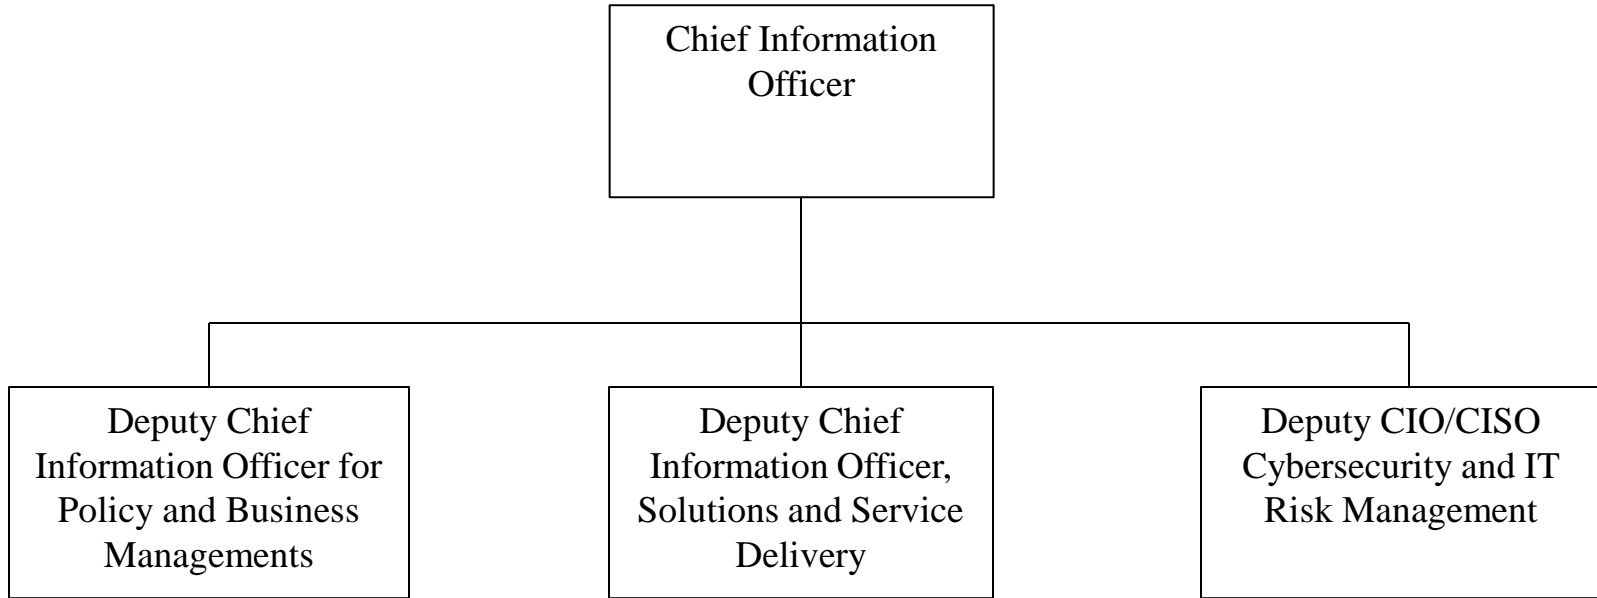 Chief Information
Officer
Deputy Chief
Information Officer for
Policy and Business
Managements
Deputy Chief
Information Officer,
Solutions and Service
Delivery
Deputy CIO/CISO
Cybersecurity and IT
Risk Management